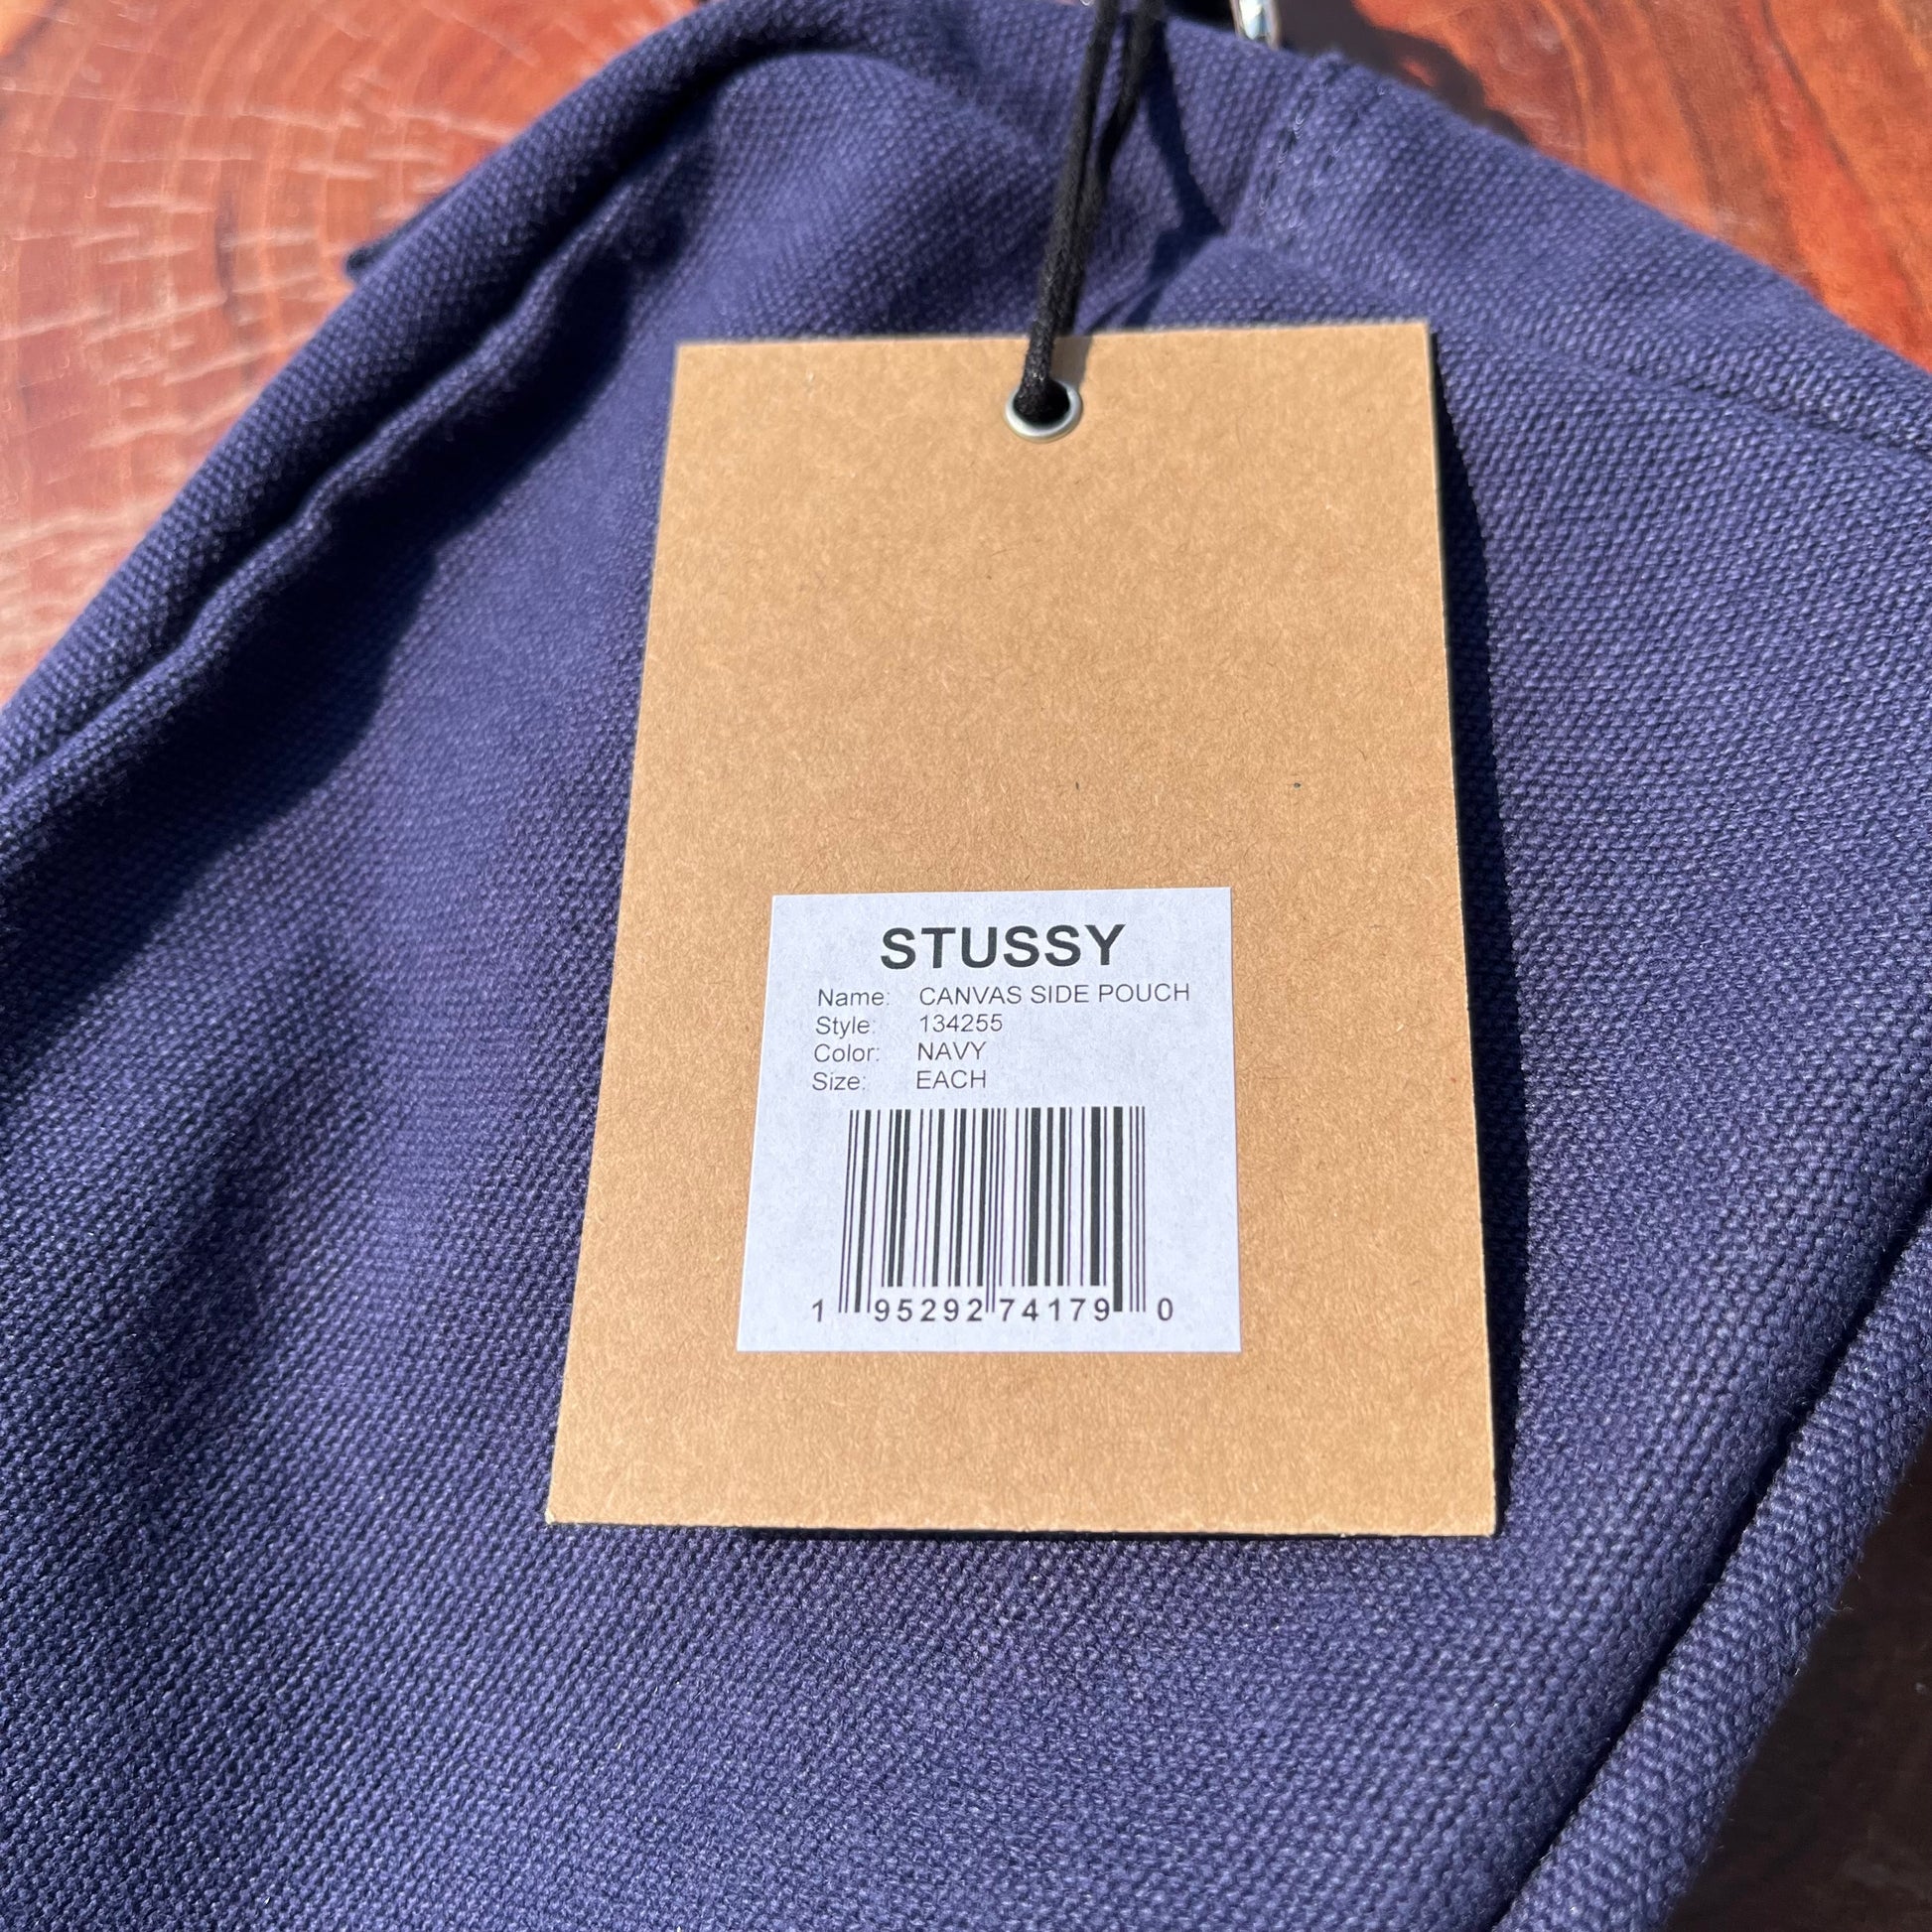 STUSSY
Name: CANVAS SIDE POUCH
Style: 134255
Color: NAVY
Size: EACH
1 95292 74179 0